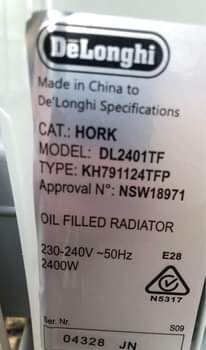 DeLonghi
Made in China to
De'Longhi Specifications
CAT.: HORK
MODEL: DL2401TF
TYPE: KH791124TFP
Approval N°: NSW18971
OIL FILLED RADIATOR
230-240V ~50Hz E28
2400W
N5317
Ser. Nr. S09
04328 JN